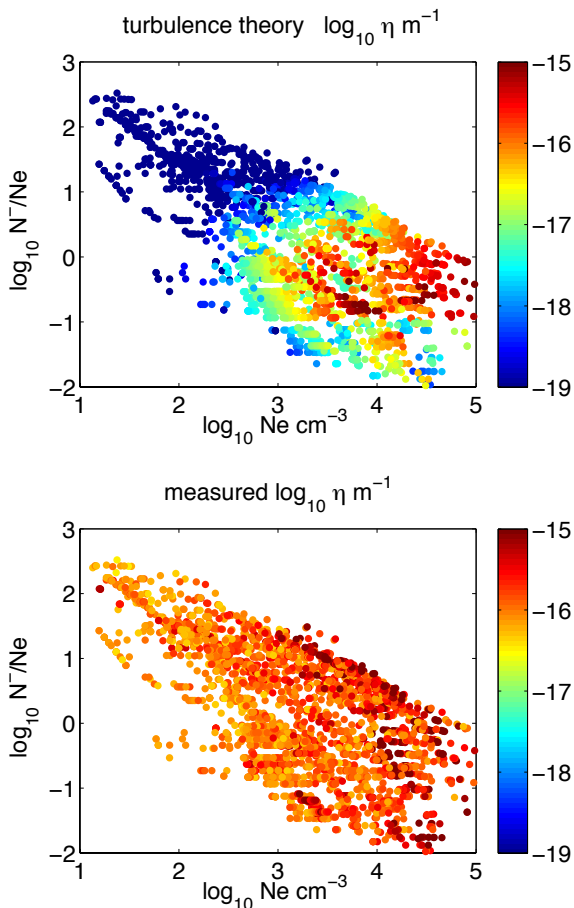 turbulence theory log₁₀ η m⁻¹
3
2
1
0
−1
−2
log₁₀ N⁻/Ne
1 2 3 4 5
log₁₀ Ne cm⁻³
−15
−16
−17
−18
−19
measured log₁₀ η m⁻¹
3
2
1
0
−1
−2
log₁₀ N⁻/Ne
1 2 3 4 5
log₁₀ Ne cm⁻³
−15
−16
−17
−18
−19